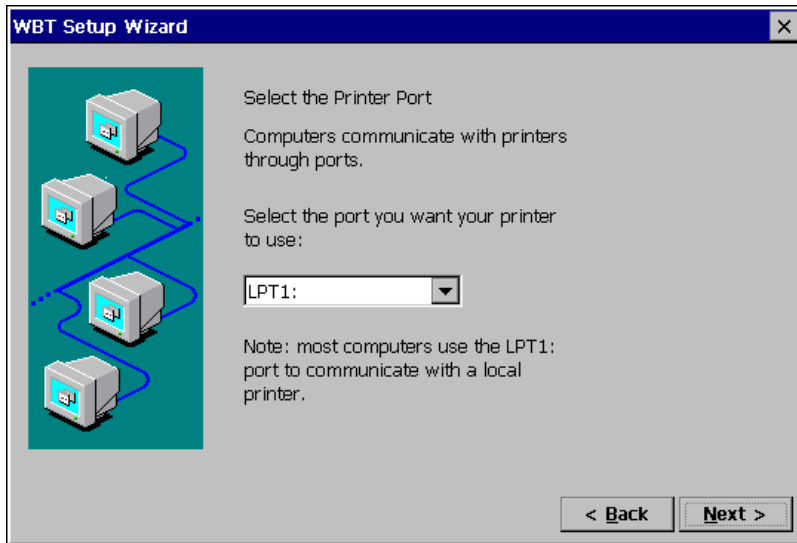 WBT Setup Wizard
Select the Printer Port
Computers communicate with printers
through ports.
Select the port you want your printer
to use:
LPT1:
Note: most computers use the LPT1:
port to communicate with a local
printer.
< Back
Next >